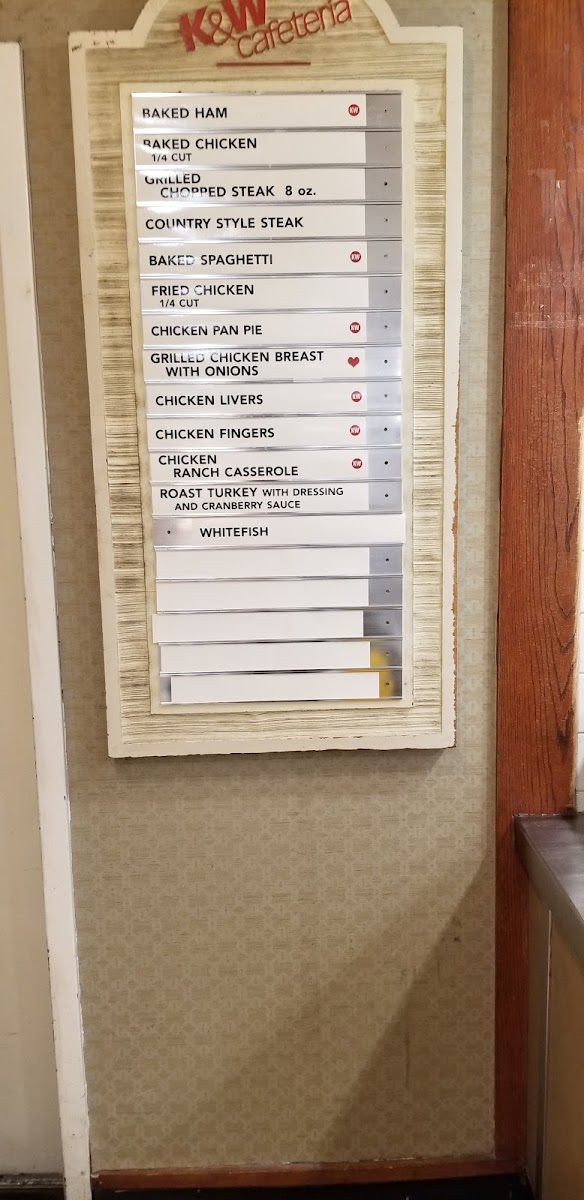 K&W
cafeteria
BAKED HAM KW
BAKED CHICKEN
1/4 CUT
GRILLED
CHOPPED STEAK 8 oz.
COUNTRY STYLE STEAK
BAKED SPAGHETTI KW
FRIED CHICKEN
1/4 CUT
CHICKEN PAN PIE KW
GRILLED CHICKEN BREAST
WITH ONIONS
CHICKEN LIVERS KW
CHICKEN FINGERS KW
CHICKEN
RANCH CASSEROLE KW
ROAST TURKEY WITH DRESSING
AND CRANBERRY SAUCE
WHITEFISH